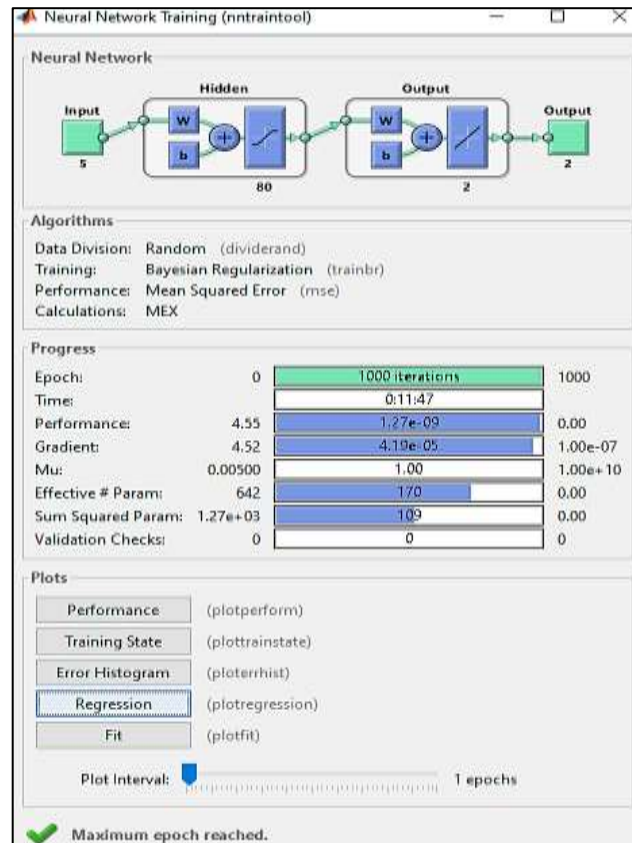 Neural Network Training (nntraintool)
Neural Network
Hidden Output
Input Output
W W
b b
5 2
80 2
Algorithms
Data Division: Random (dividerand)
Training: Bayesian Regularization (trainbr)
Performance: Mean Squared Error (mse)
Calculations: MEX
Progress
Epoch: 0 1000 iterations 1000
Time: 0:11:47
Performance: 4.55 1.27e-09 0.00
Gradient: 4.52 4.19e-05 1.00e-07
Mu: 0.00500 1.00 1.00e+10
Effective # Param: 642 170 0.00
Sum Squared Param: 1.27e+03 109 0.00
Validation Checks: 0 0 0
Plots
Performance (plotperform)
Training State (plottrainstate)
Error Histogram (ploterrhist)
Regression (plotregression)
Fit (plotfit)
Plot Interval: 1 epochs
Maximum epoch reached.